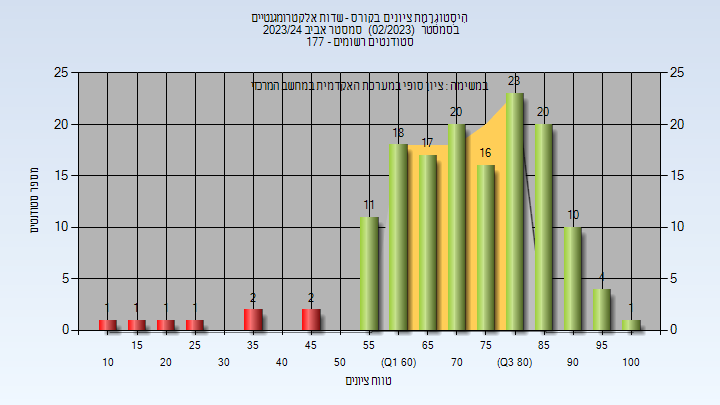 הִיסְטוֹגְרָמַת ציונים בקורס - שדות אלקטרומגנטיים
בסמסטר (02/2023) סמסטר אביב 2023/24
סטודנטים רשומים - 177
במשימה : ציון סופי במערכת האקדמית במחשב המרכזי
מספר סטודנטים
25 20 15 10 5 0
25 20 15 10 5 0
1 1 1 1 2 2 11 18 17 20 16 23 20 10 4 1
15 25 35 45 55 65 75 85 95
10 20 30 40 50 (Q1 60) 70 (Q3 80) 90 100
טווח ציונים